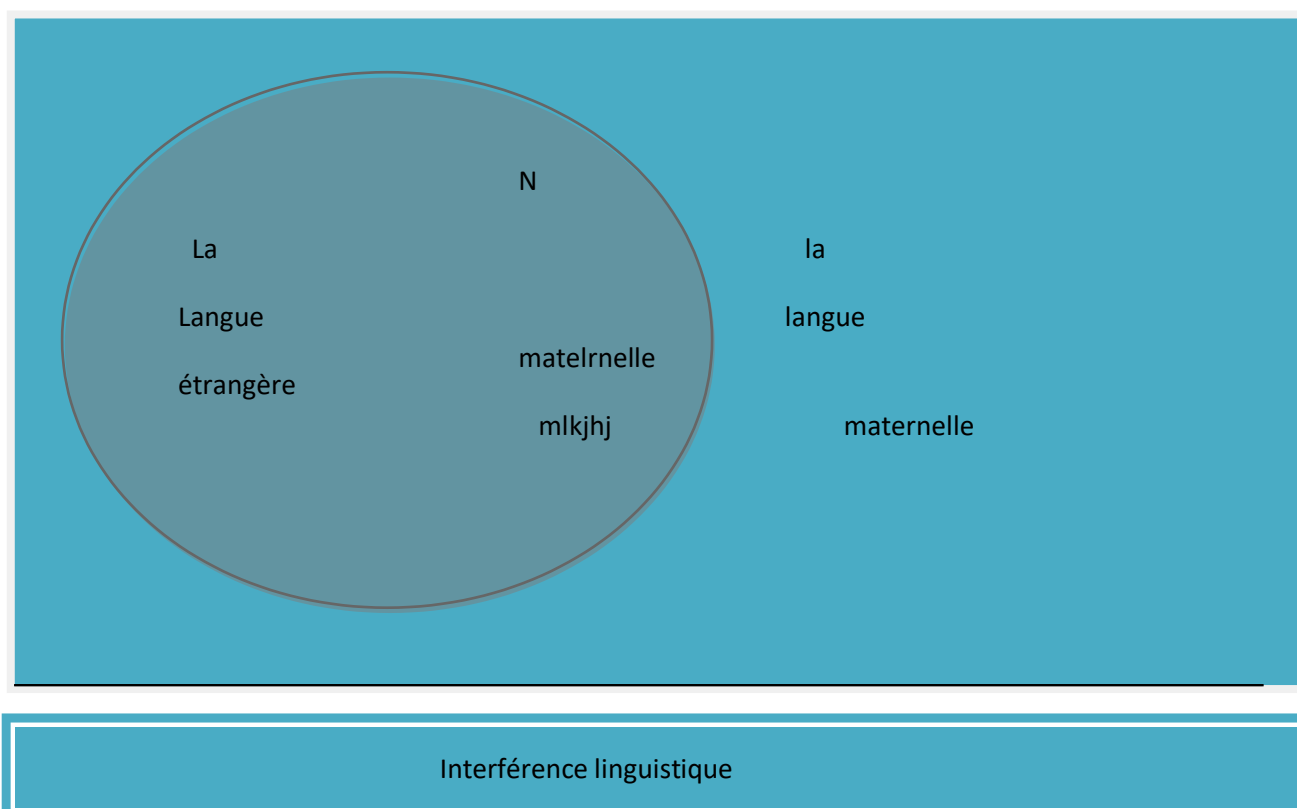 N
La la
Langue langue
matelrnelle
étrangère
mlkjhj maternelle
Interférence linguistique